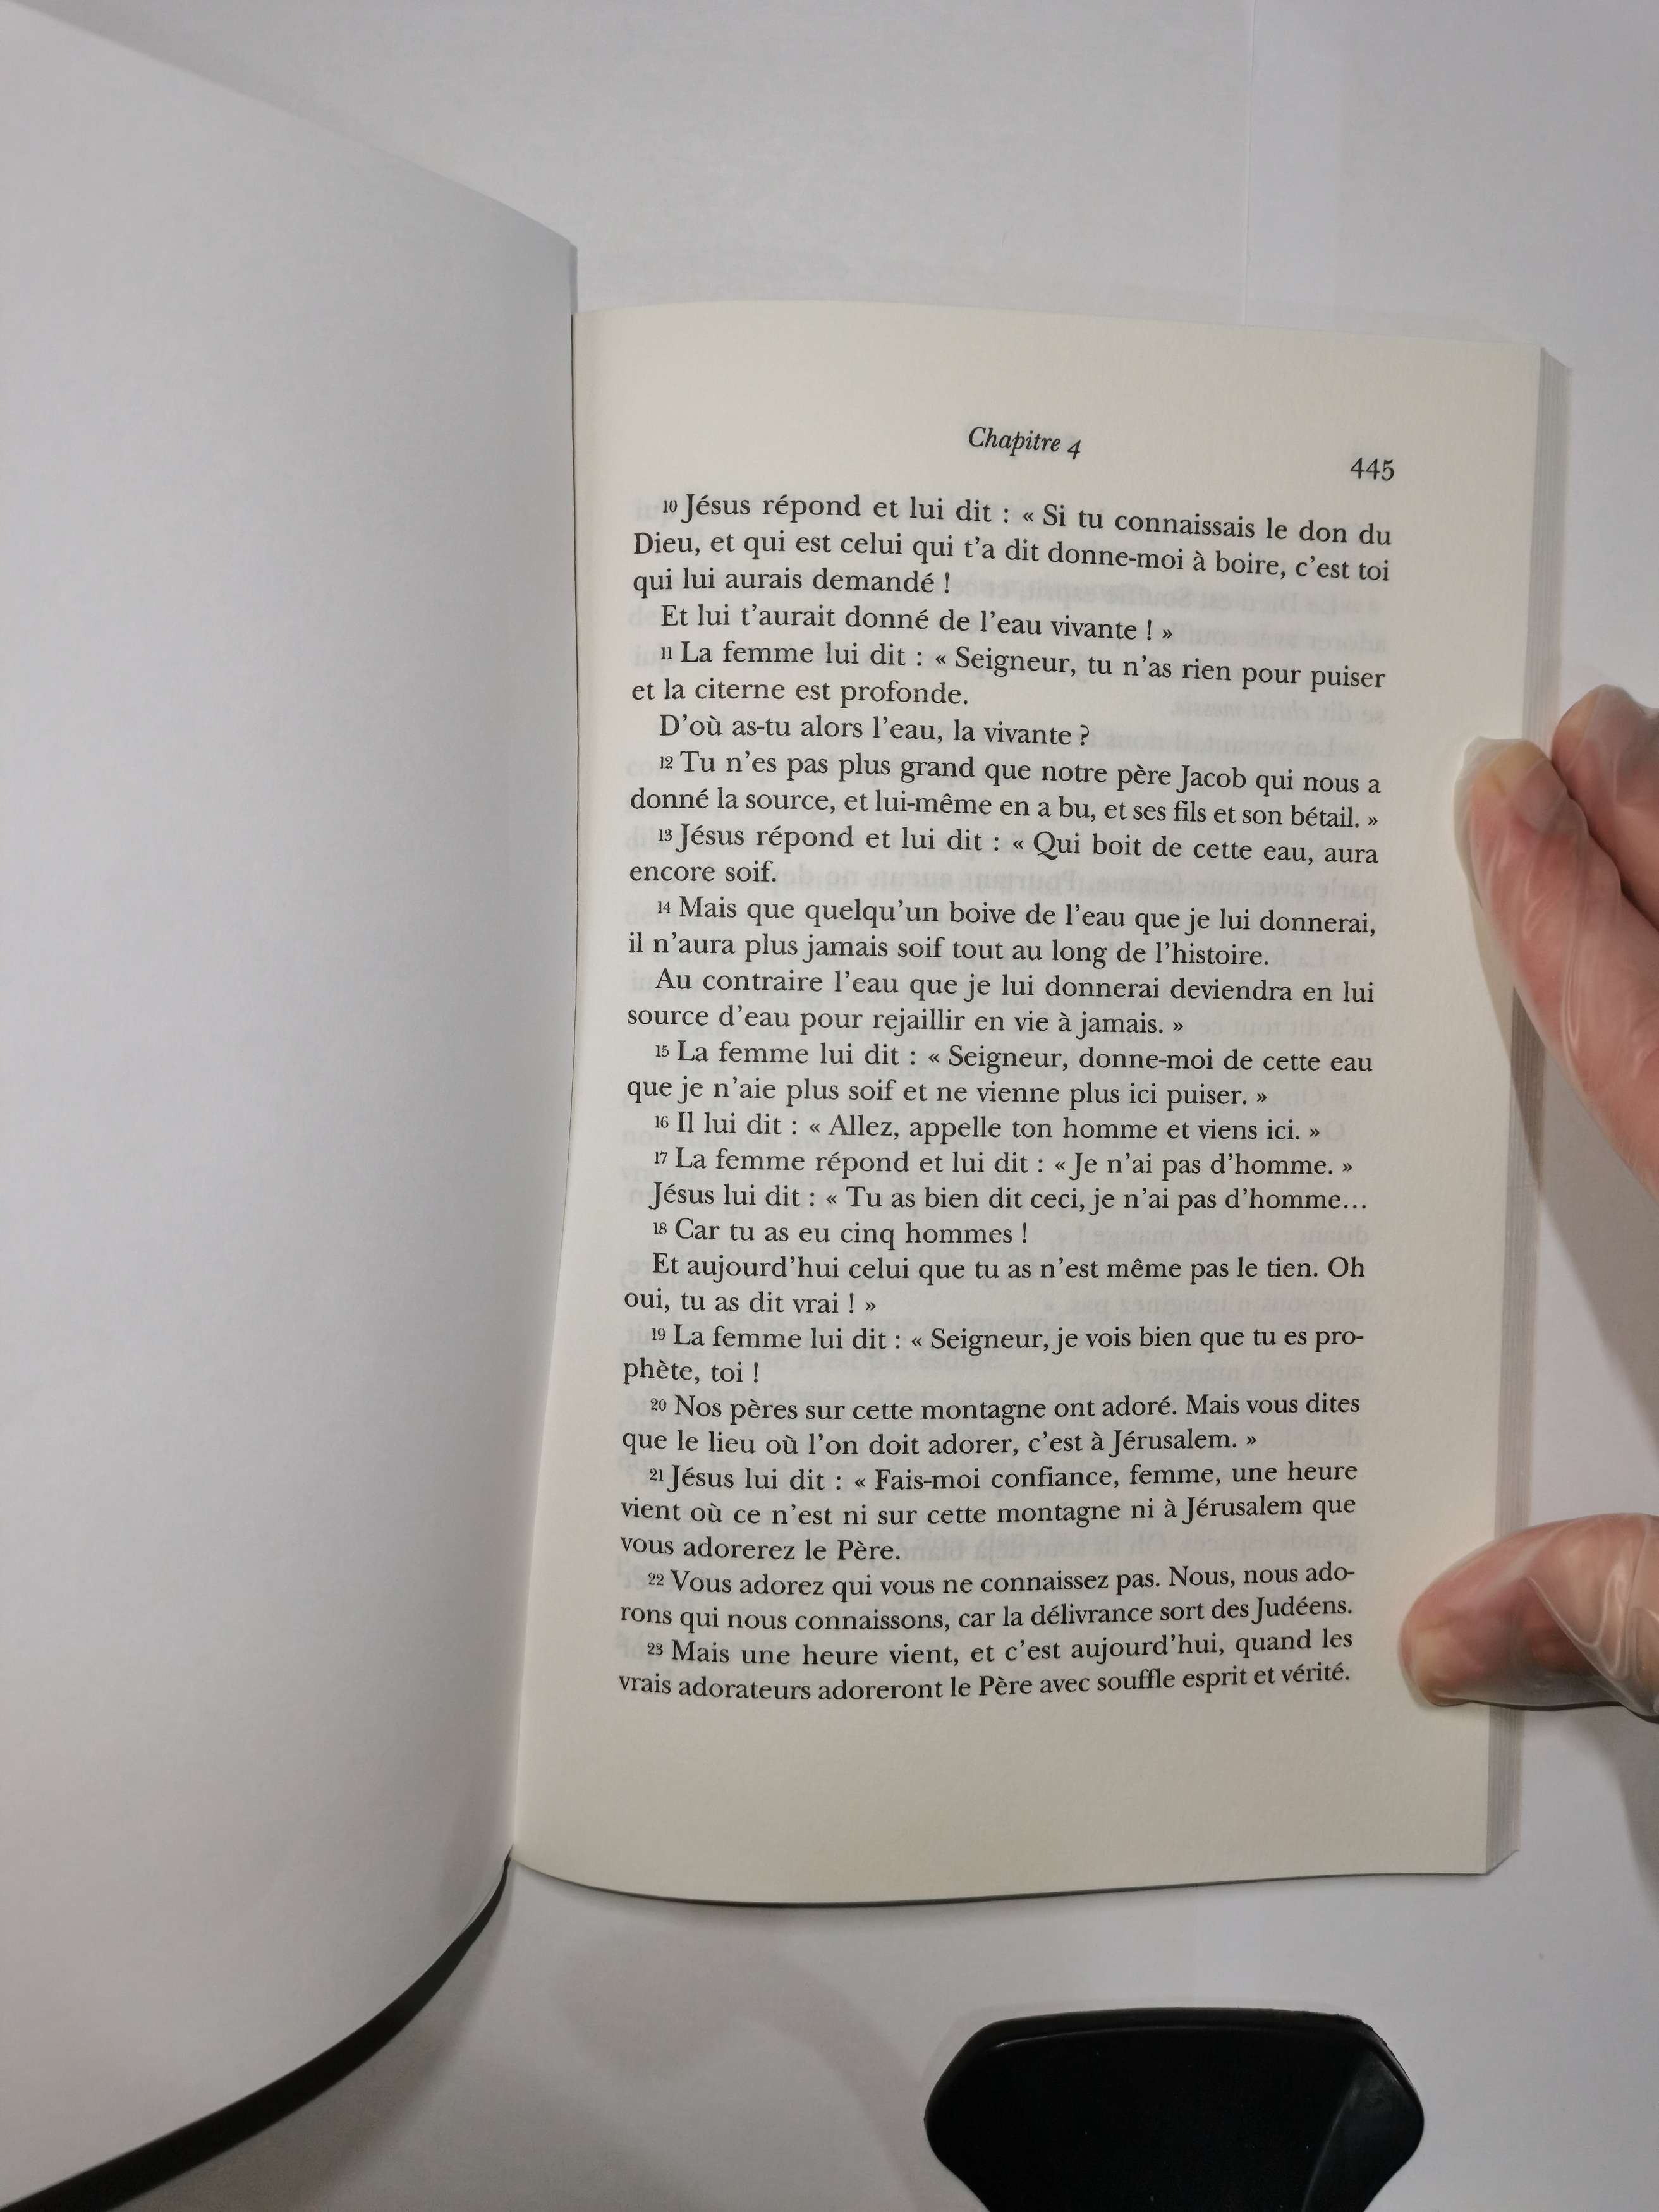 Chapitre 4
445
10 Jésus répond et lui dit : « Si tu connaissais le don du
Dieu, et qui est celui qui t'a dit donne-moi à boire, c'est toi
qui lui aurais demandé !
Et lui t'aurait donné de l'eau vivante ! »
11 La femme lui dit : « Seigneur, tu n'as rien pour puiser
et la citerne est profonde.
D'où as-tu alors l'eau, la vivante ?
12 Tu n'es pas plus grand que notre père Jacob qui nous a
donné la source, et lui-même en a bu, et ses fils et son bétail. »
13 Jésus répond et lui dit : « Qui boit de cette eau, aura
encore soif.
14 Mais que quelqu'un boive de l'eau que je lui donnerai,
il n'aura plus jamais soif tout au long de l'histoire.
Au contraire l'eau que je lui donnerai deviendra en lui
source d'eau pour rejaillir en vie à jamais. »
15 La femme lui dit : « Seigneur, donne-moi de cette eau
que je n'aie plus soif et ne vienne plus ici puiser. »
16 Il lui dit : « Allez, appelle ton homme et viens ici. »
17 La femme répond et lui dit : « Je n'ai pas d'homme. »
Jésus lui dit : « Tu as bien dit ceci, je n'ai pas d'homme…
18 Car tu as eu cinq hommes !
Et aujourd'hui celui que tu as n'est même pas le tien. Oh
oui, tu as dit vrai ! »
19 La femme lui dit : « Seigneur, je vois bien que tu es pro-
phète, toi !
20 Nos pères sur cette montagne ont adoré. Mais vous dites
que le lieu où l'on doit adorer, c'est à Jérusalem. »
21 Jésus lui dit : « Fais-moi confiance, femme, une heure
vient où ce n'est ni sur cette montagne ni à Jérusalem que
vous adorerez le Père.
22 Vous adorez qui vous ne connaissez pas. Nous, nous ado-
rons qui nous connaissons, car la délivrance sort des Judéens.
23 Mais une heure vient, et c'est aujourd'hui, quand les
vrais adorateurs adoreront le Père avec souffle esprit et vérité.